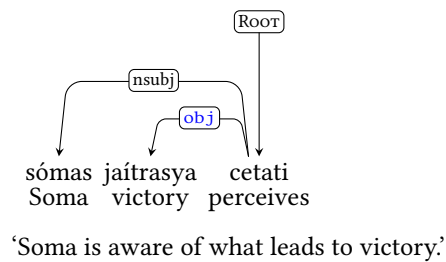 ROOT
nsubj
obj
sómas jaítrasya cetati
Soma victory perceives
‘Soma is aware of what leads to victory.’